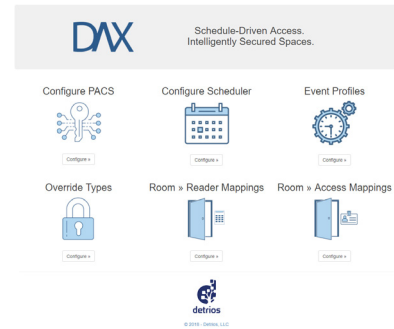 DAX
Schedule-Driven Access.
Intelligently Secured Spaces.
Configure PACS
Configure Scheduler
Event Profiles
Configure »
Configure »
Configure »
Override Types
Room » Reader Mappings
Room » Access Mappings
Configure »
Configure »
Configure »
detrios
© 2016 - Detrios, LLC